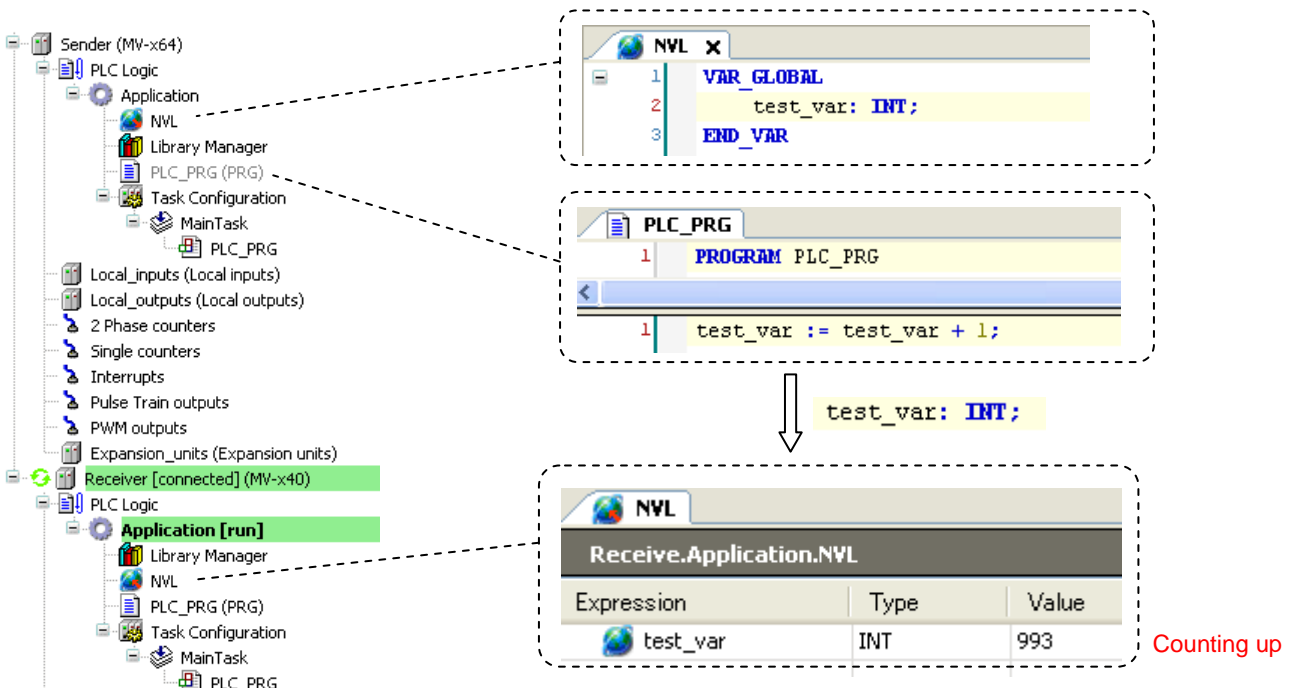 Sender (MV-x64)
PLC Logic
Application
NVL
Library Manager
PLC_PRG (PRG)
Task Configuration
MainTask
PLC_PRG
Local_inputs (Local inputs)
Local_outputs (Local outputs)
2 Phase counters
Single counters
Interrupts
Pulse Train outputs
PWM outputs
Expansion_units (Expansion units)
Receiver [connected] (MV-x40)
PLC Logic
Application [run]
Library Manager
NVL
PLC_PRG (PRG)
Task Configuration
MainTask
PLC_PRG
NVL
1 VAR_GLOBAL
2 test_var: INT;
3 END_VAR
PLC_PRG
1 PROGRAM PLC_PRG
1 test_var := test_var + 1;
test_var: INT;
NVL
Receive.Application.NVL
Expression Type Value
test_var INT 993
Counting up